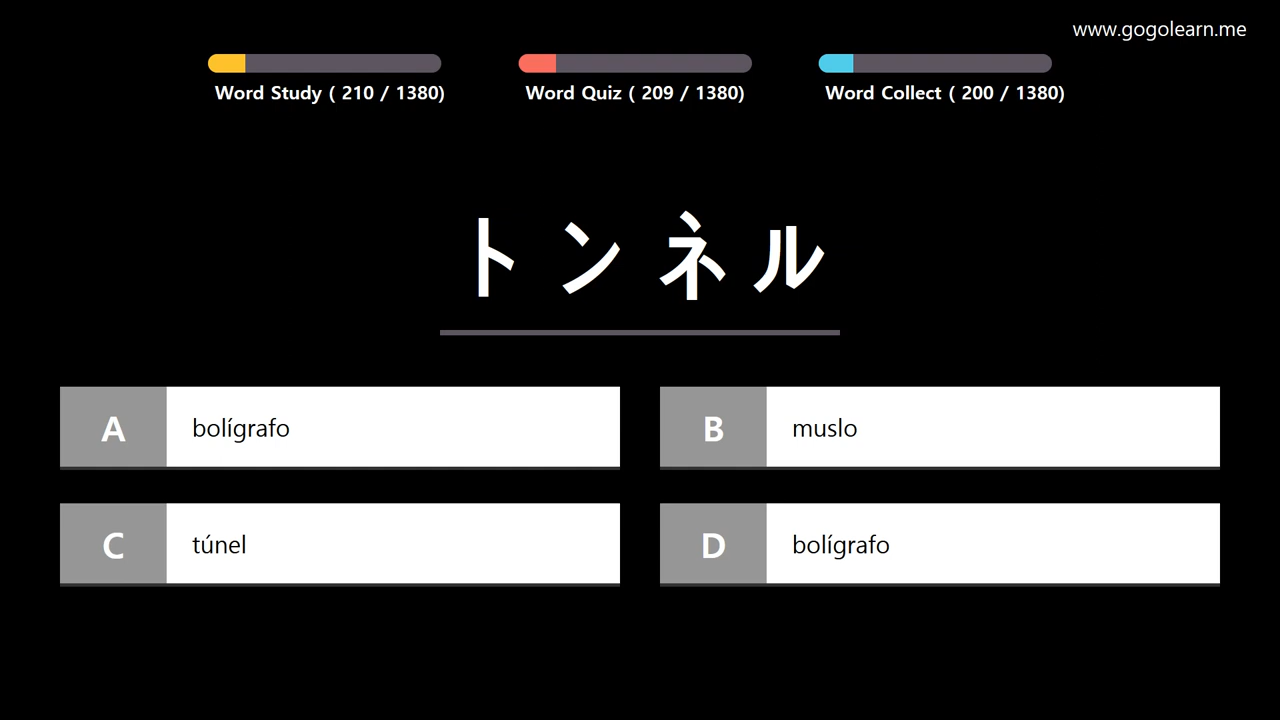 www.gogolearn.me
Word Study ( 210 / 1380)
Word Quiz ( 209 / 1380)
Word Collect ( 200 / 1380)
トンネル
A
bolígrafo
B
muslo
C
túnel
D
bolígrafo